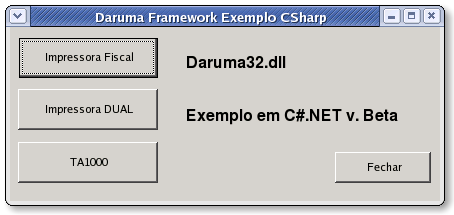 Daruma Framework Exemplo CSharp
Impressora Fiscal
Daruma32.dll
Impressora DUAL
Exemplo em C#.NET v. Beta
TA1000
Fechar